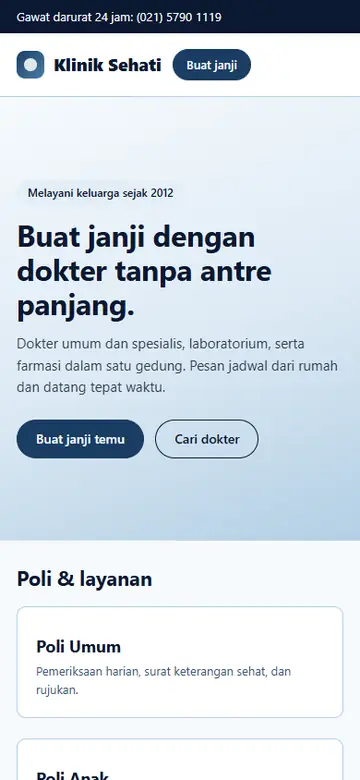 Gawat darurat 24 jam: (021) 5790 1119
Klinik Sehati
Buat janji
Melayani keluarga sejak 2012
Buat janji dengan
dokter tanpa antre
panjang.
Dokter umum dan spesialis, laboratorium, serta
farmasi dalam satu gedung. Pesan jadwal dari rumah
dan datang tepat waktu.
Buat janji temu
Cari dokter
Poli & layanan
Poli Umum
Pemeriksaan harian, surat keterangan sehat, dan
rujukan.
Poli Anak